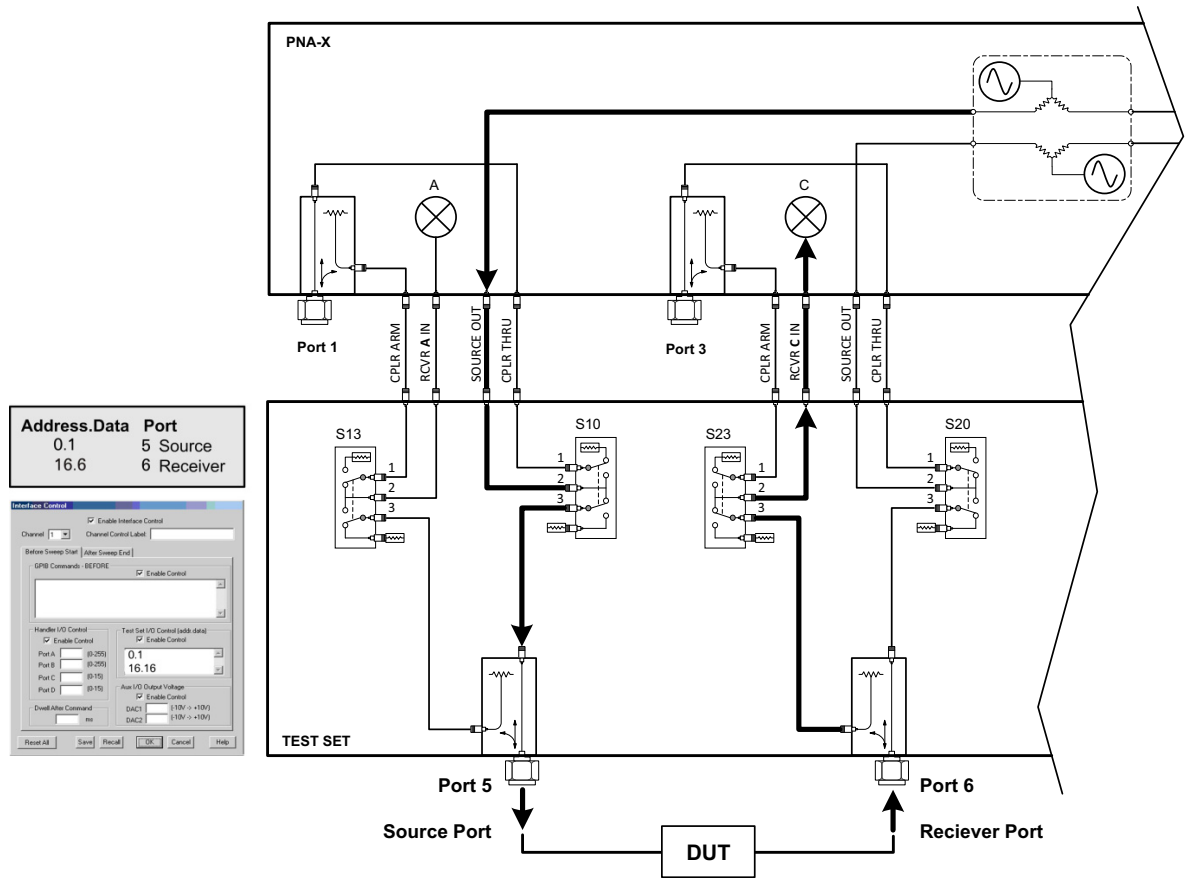 PNA-X
A
C
Port 1
CPLR ARM
RCVR A IN
SOURCE OUT
CPLR THRU
Port 3
CPLR ARM
RCVR C IN
SOURCE OUT
CPLR THRU
Address.Data Port
0.1 5 Source
16.6 6 Receiver
Interface Control
Enable Interface Control
Channel 1 Channel Control Label:
Before Sweep Start After Sweep End
GPIB Commands - BEFORE
Enable Control
Handler I/O Control
Enable Control
Port A (0-255)
Port B (0-255)
Port C (0-15)
Port D (0-15)
Test Set I/O Control (addr.data)
Enable Control
0.1
16.16
Aux I/O Output Voltage
Enable Control
DAC1 (-10V -> +10V)
DAC2 (-10V -> +10V)
Dwell After Command
Reset All Save Recall OK Cancel Help
S13
1
2
3
S10
1
2
3
S23
1
2
3
S20
1
2
3
TEST SET
Port 5
Port 6
Source Port
Reciever Port
DUT